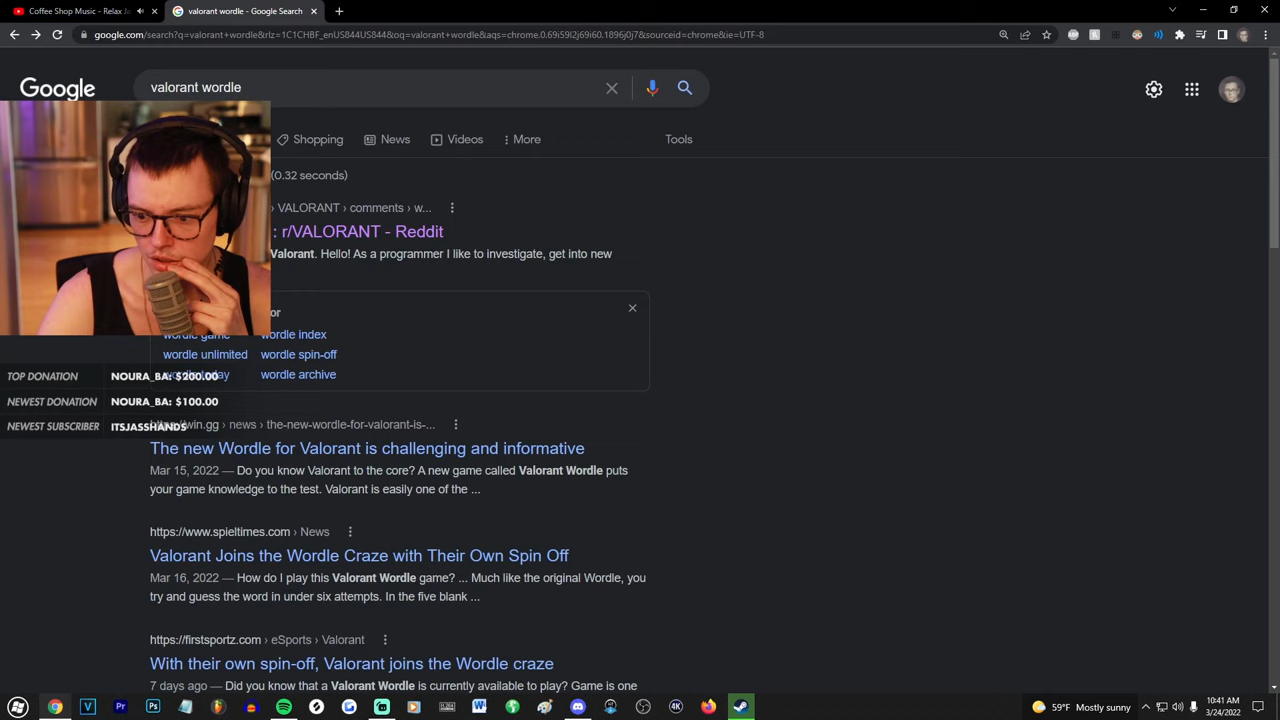 Coffee Shop Music - Relax Ja
valorant wordle - Google Search
google.com/search?q=valorant+wordle&rlz=1C1CHBF_enUS844US844&oq=valorant+wordle&aqs=chrome.0.69i59l2j69i60.1896j0j7&sourceid=chrome&ie=UTF-8
Google
valorant wordle
Shopping
News
Videos
More
Tools
(0.32 seconds)
› VALORANT › comments › w...
: r/VALORANT - Reddit
Valorant. Hello! As a programmer I like to investigate, get into new
or
wordle game
wordle index
wordle unlimited
wordle spin-off
wordle today
wordle archive
TOP DONATION NOURA_BA: $200.00
NEWEST DONATION NOURA_BA: $100.00
NEWEST SUBSCRIBER ITSJASSHANDS
https://win.gg › news › the-new-wordle-for-valorant-is-...
The new Wordle for Valorant is challenging and informative
Mar 15, 2022 — Do you know Valorant to the core? A new game called Valorant Wordle puts
your game knowledge to the test. Valorant is easily one of the ...
https://www.spieltimes.com › News
Valorant Joins the Wordle Craze with Their Own Spin Off
Mar 16, 2022 — How do I play this Valorant Wordle game? ... Much like the original Wordle, you
try and guess the word in under six attempts. In the five blank ...
https://firstsportz.com › eSports › Valorant
With their own spin-off, Valorant joins the Wordle craze
7 days ago — Did you know that a Valorant Wordle is currently available to play? Game is one
59°F Mostly sunny
10:41 AM
3/24/2022